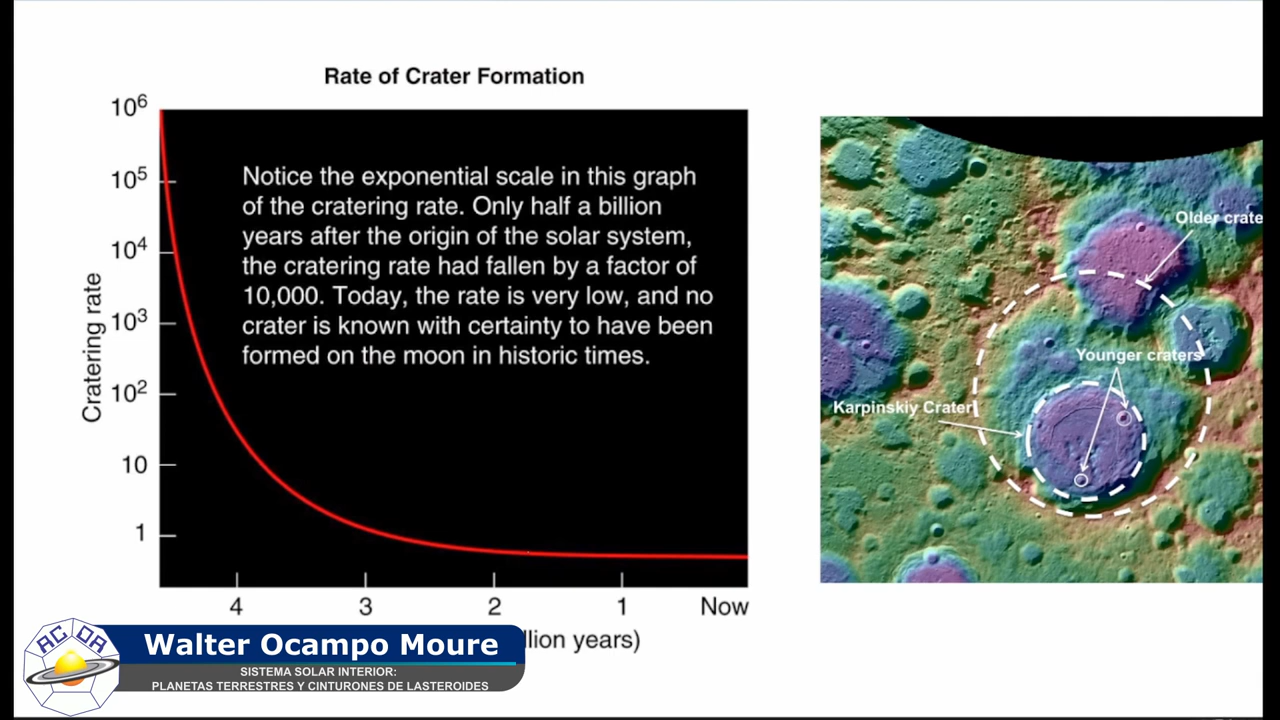 Rate of Crater Formation
10⁶
10⁵
10⁴
10³
10²
10
1
Cratering rate
Notice the exponential scale in this graph
of the cratering rate. Only half a billion
years after the origin of the solar system,
the cratering rate had fallen by a factor of
10,000. Today, the rate is very low, and no
crater is known with certainty to have been
formed on the moon in historic times.
4 3 2 1 Now
years)
Younger craters
Karpinskiy Crater
Older
AC DA
Walter Ocampo Moure
SISTEMA SOLAR INTERIOR:
PLANETAS TERRESTRES Y CINTURONES DE LASTEROIDES